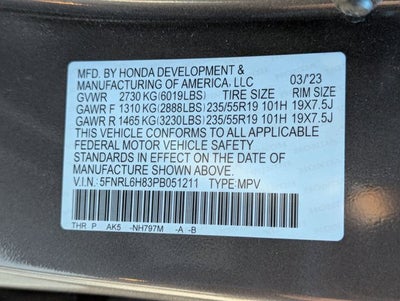 MFD. BY HONDA DEVELOPMENT &
MANUFACTURING OF AMERICA, LLC 03/'23
GVWR 2730 KG (6019LBS) TIRE SIZE RIM SIZE
GAWR F 1310 KG (2888LBS) 235/55R19 101H 19X7.5J
GAWR R 1465 KG(3230LBS) 235/55R19 101H 19X7.5J
THIS VEHICLE CONFORMS TO ALL APPLICABLE
FEDERAL MOTOR VEHICLE SAFETY
STANDARDS IN EFFECT ON THE DATE OF
MANUFACTURE SHOWN ABOVE.
V.I.N.: 5FNRL6H83PB051211 TYPE:MPV
THR P AK5 -NH797M -A -B